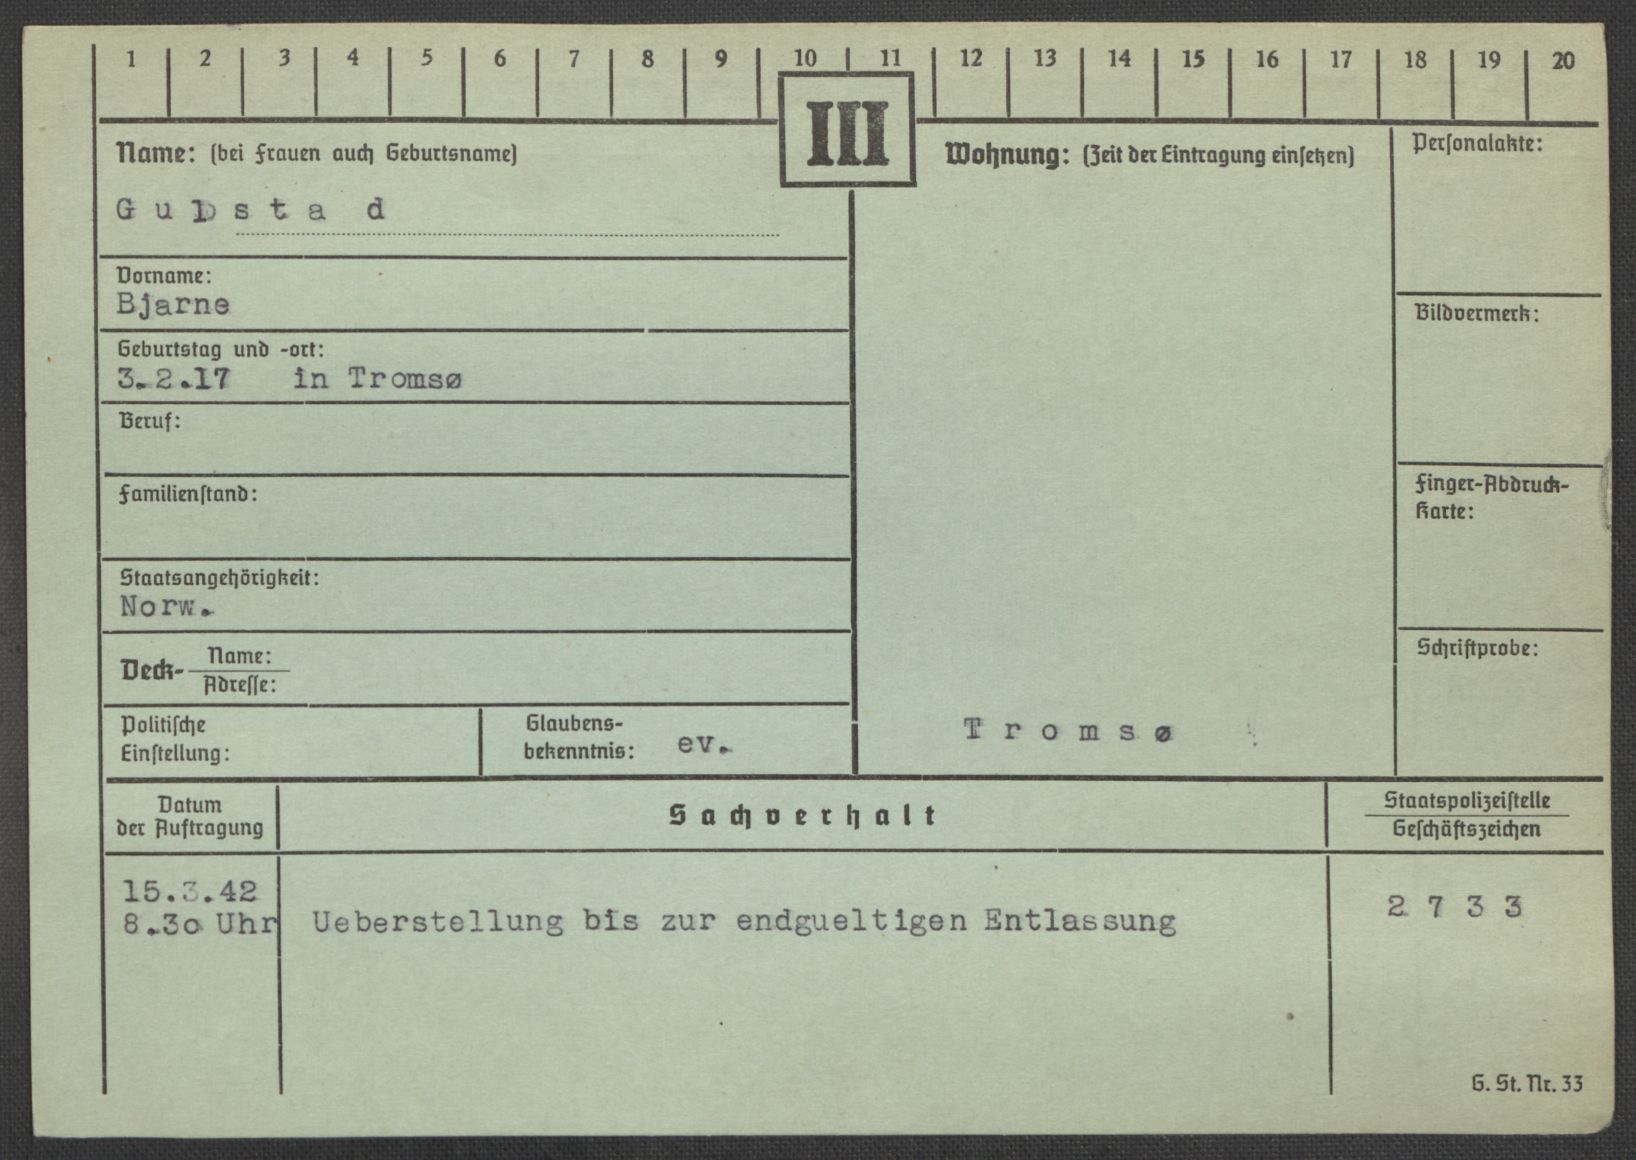 1 2 3 4 5 6 7 8 9 10 11 12 13 14 15 16 17 18 19 20
III
Name: (bei Frauen auch Geburtsname)
Wohnung: (Zeit der Eintragung einsetzen)
Personalakte:
Vorname:
Bjarne
Bildvermerk:
Geburtstag und -ort:
3.2.17 in Tromsø
Beruf:
Familienstand:
Finger-Abdruck-
Karte:
Staatsangehörigkeit:
Norw.
Deck- Name:
Adresse:
Schriftprobe:
Politische
Einstellung:
Glaubens-
bekenntnis: ev.
Tromsø
Datum
der Auftragung
Sachverhalt
Staatspolizeistelle
Geschäftszeichen
15.3.42
8.3o Uhr Ueberstellung bis zur endgueltigen Entlassung
2733
G. St. Nr. 33